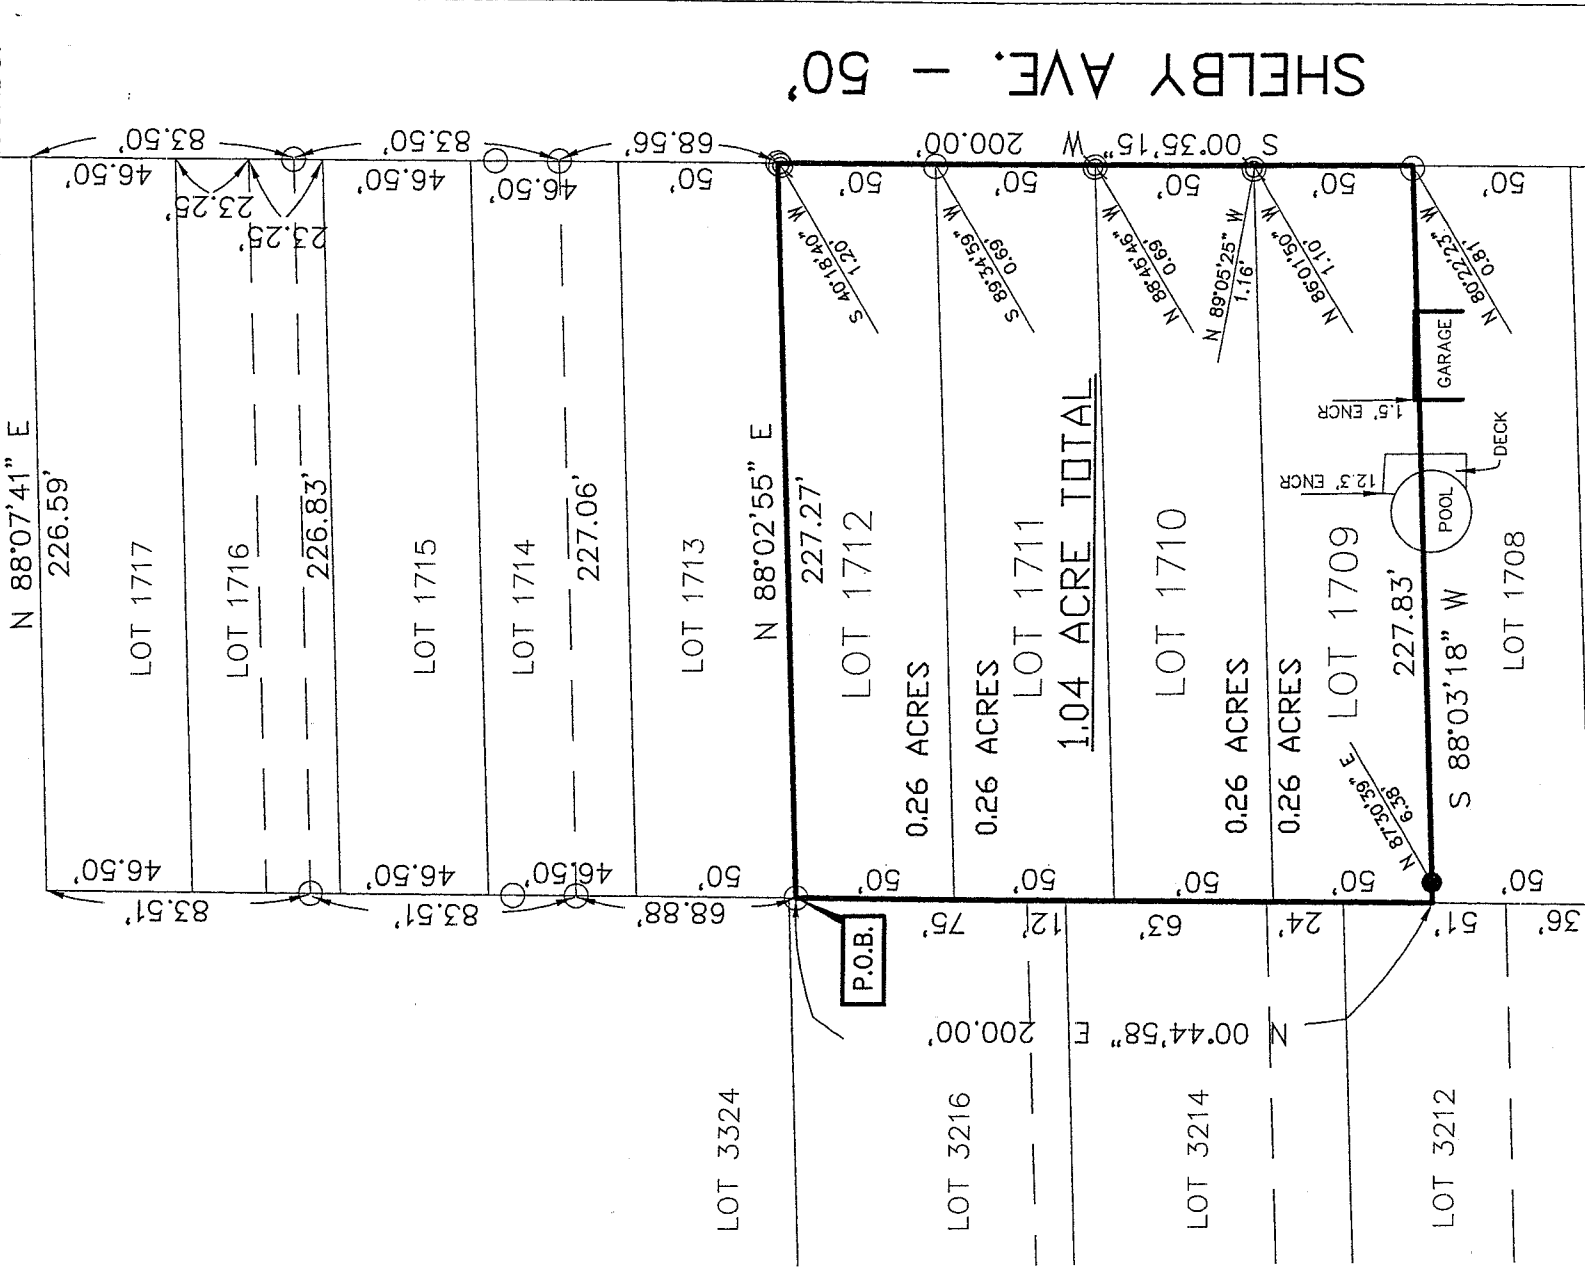 SHELBY AVE. - 50'
83.50'
83.50'
68.56'
S 00°35'15" W 200.00'
46.50'
23.25'
23.25'
46.50'
46.50'
50'
50'
50'
50'
50'
50'
S 40°18'40" W
1.20'
S 89°34'59" W
0.69'
N 88°45'46" W
0.69'
N 89°05'25" W
1.16'
N 86°01'50" W
1.10'
N 80°22'23" W
0.81'
GARAGE
1.5' ENCR
12.3' ENCR
DECK
POOL
N 88°07'41" E
226.59'
LOT 1717
LOT 1716
226.83'
LOT 1715
LOT 1714
227.06'
LOT 1713
N 88°02'55" E
227.27'
LOT 1712
0.26 ACRES
LOT 1711
0.26 ACRES
1.04 ACRE TOTAL
LOT 1710
0.26 ACRES
LOT 1709
0.26 ACRES
227.83'
S 88°03'18" W
LOT 1708
N 87°30'39" E
6.38'
46.50'
46.50'
46.50'
50'
50'
50'
50'
50'
50'
83.51'
83.51'
68.88'
75'
12'
63'
24'
51'
36'
P.O.B.
N 00°44'58" E 200.00'
LOT 3324
LOT 3216
LOT 3214
LOT 3212